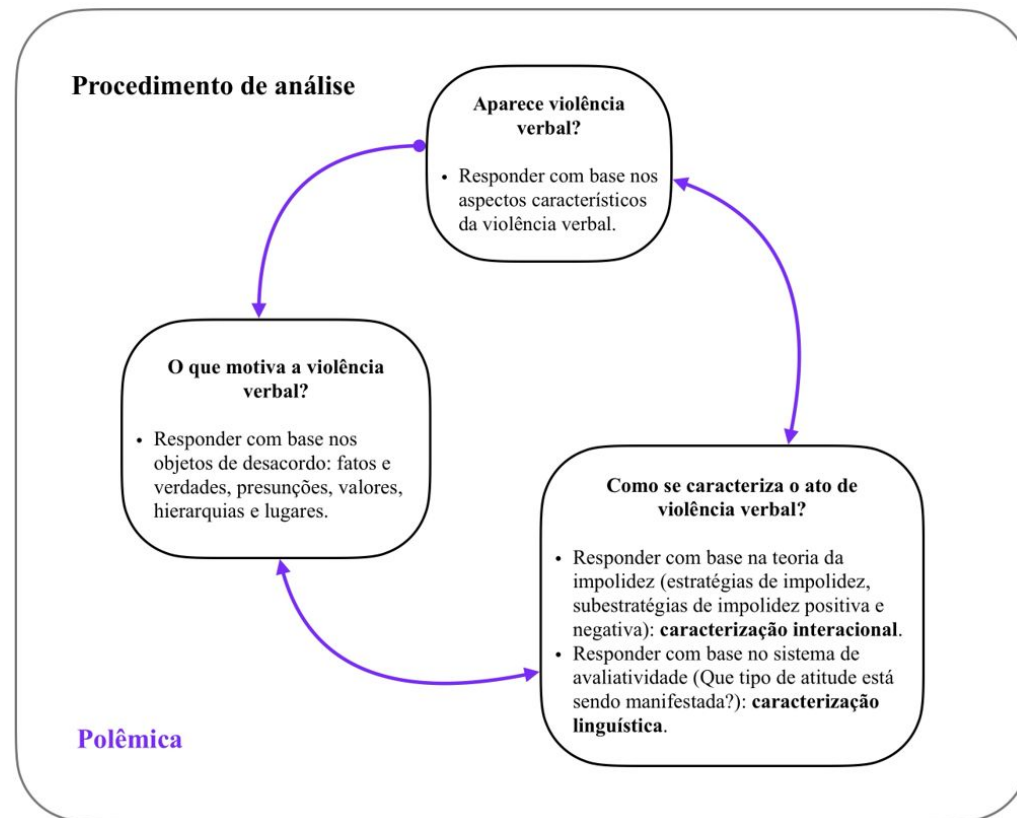 Procedimento de análise
Aparece violência
verbal?
• Responder com base nos
aspectos característicos
da violência verbal.
O que motiva a violência
verbal?
• Responder com base nos
objetos de desacordo: fatos e
verdades, presunções, valores,
hierarquias e lugares.
Como se caracteriza o ato de
violência verbal?
• Responder com base na teoria da
impolidez (estratégias de impolidez,
subestratégias de impolidez positiva e
negativa): caracterização interacional.
• Responder com base no sistema de
avaliatividade (Que tipo de atitude está
sendo manifestada?): caracterização
linguística.
Polêmica